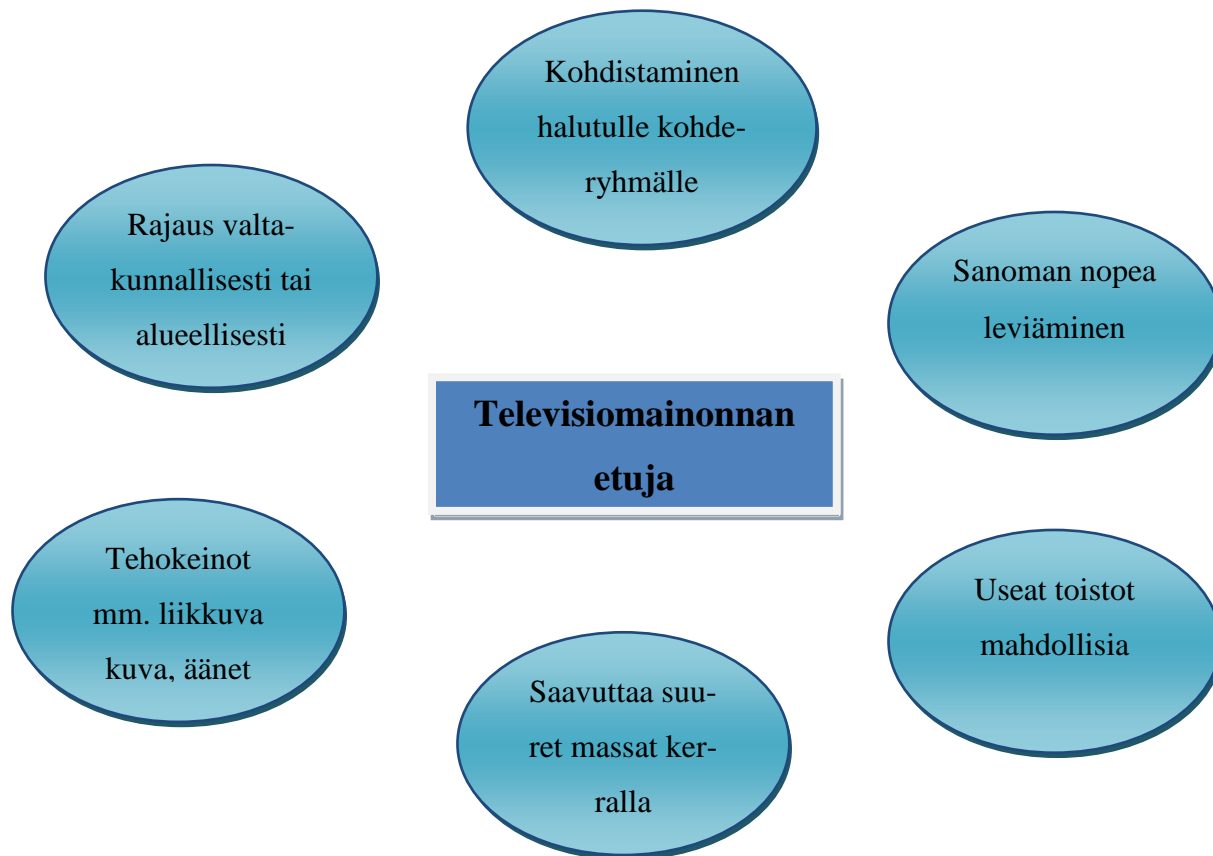 Kohdistaminen
halutulle kohde-
ryhmälle
Rajaus valta-
kunnallisesti tai
alueellisesti
Sanoman nopea
leviäminen
Televisiomainonnan
etuja
Tehokeinot
mm. liikkuva
kuva, äänet
Useat toistot
mahdollisia
Saavuttaa suu-
ret massat ker-
ralla